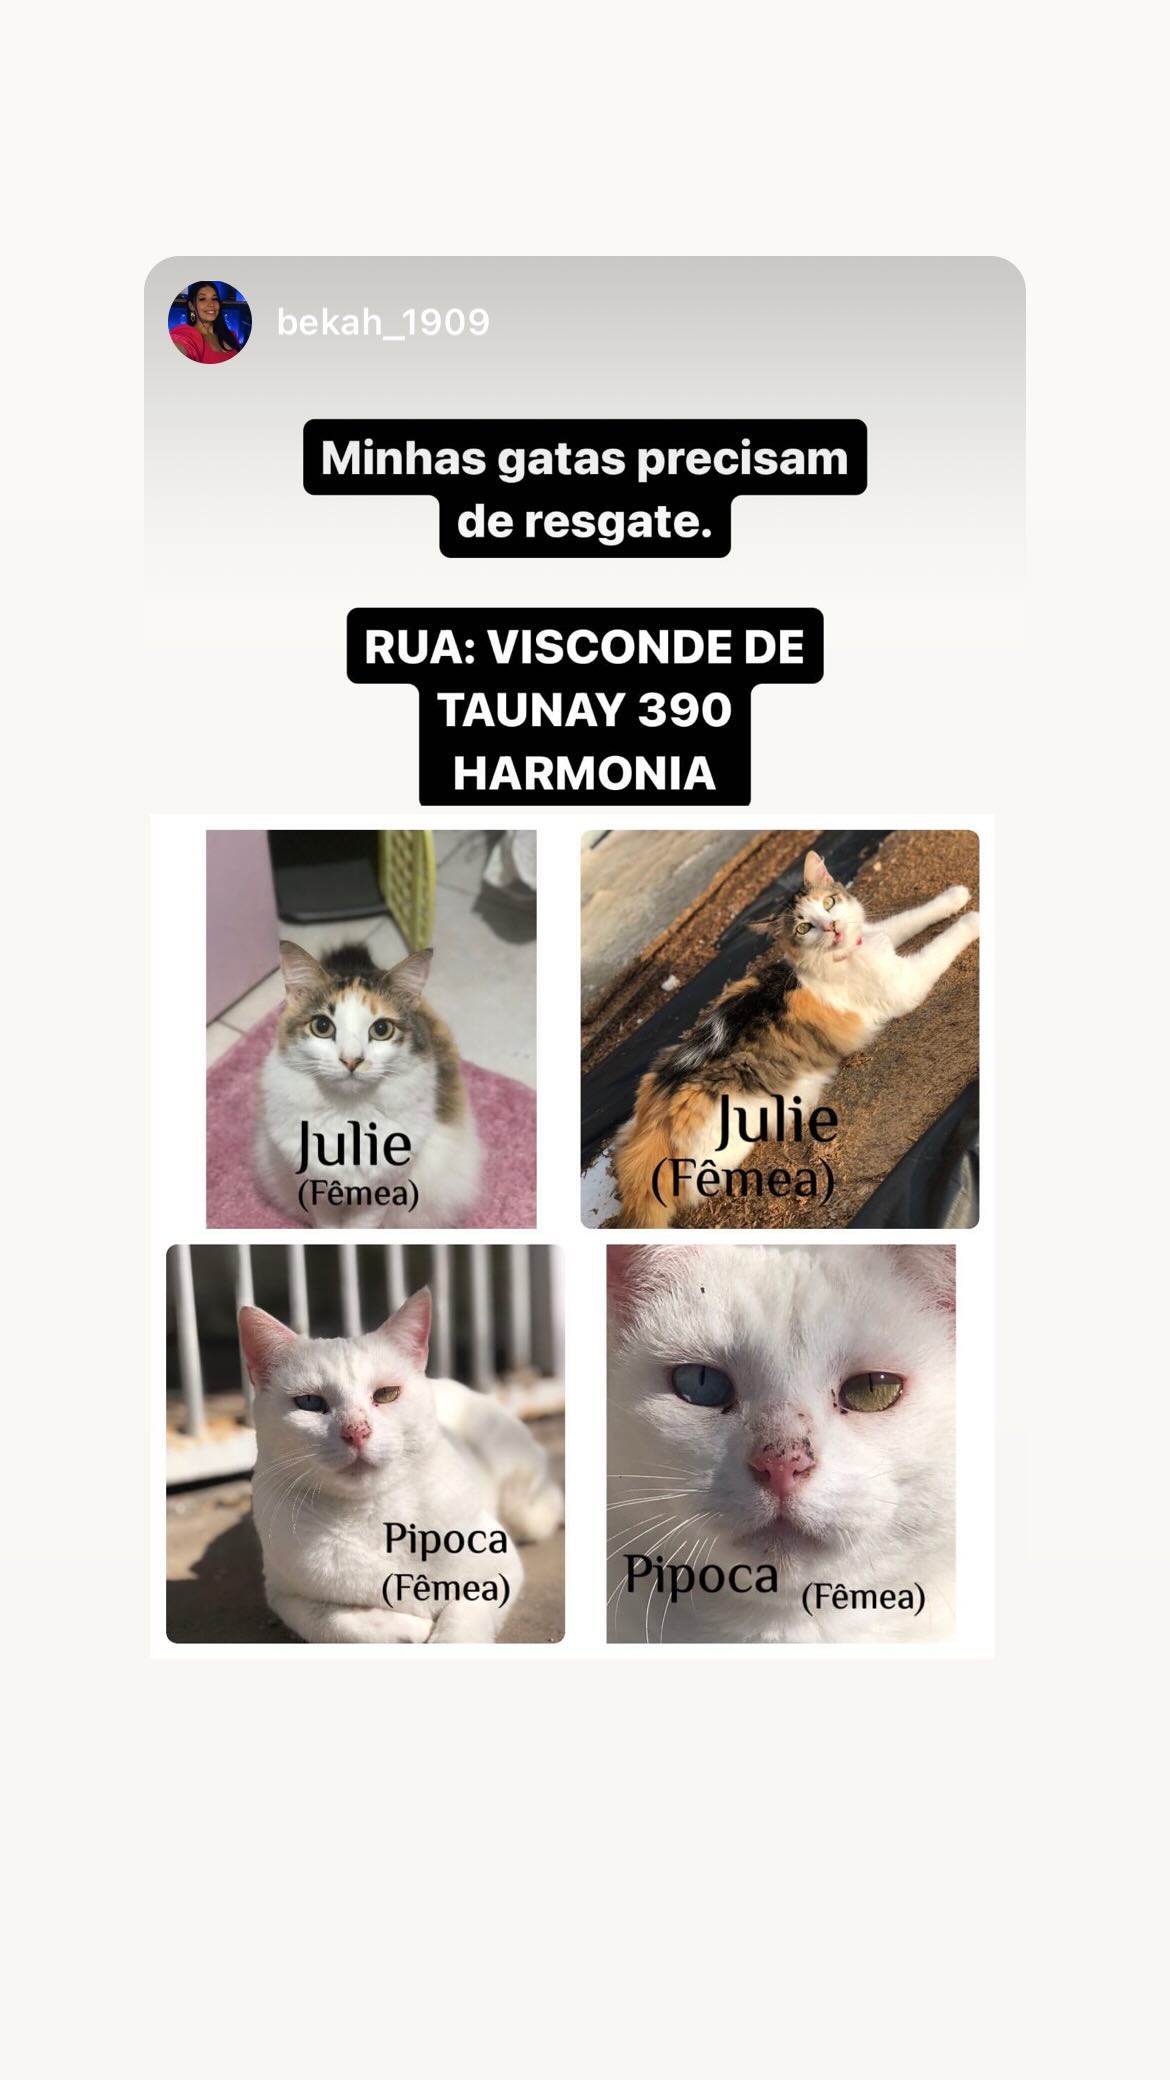 bekah_1909
Minhas gatas precisam
de resgate.
RUA: VISCONDE DE
TAUNAY 390
HARMONIA
Julie
(Fêmea)
Julie
(Fêmea)
Pipoca
(Fêmea)
Pipoca (Fêmea)